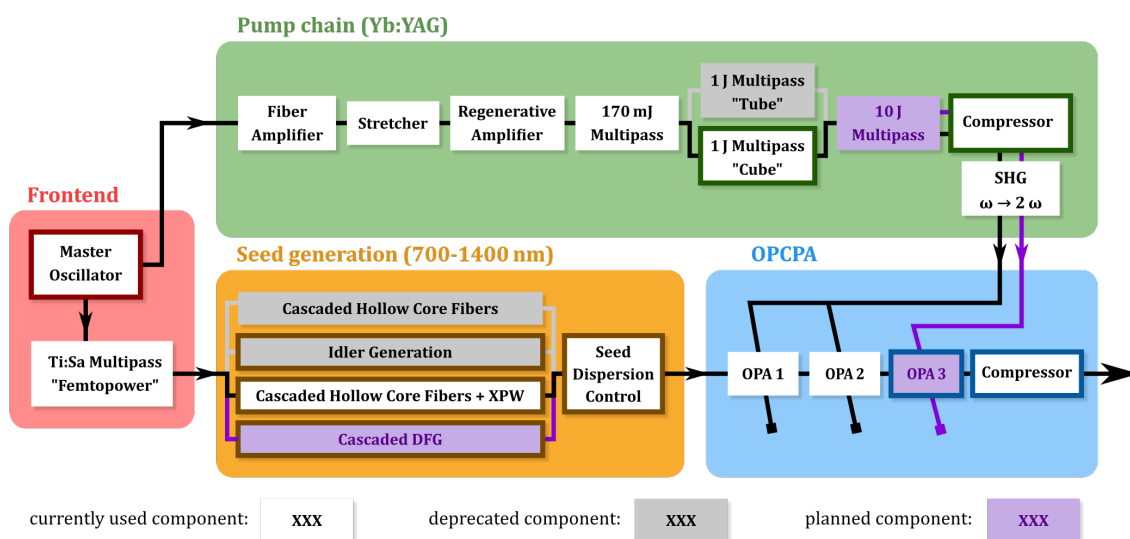 Pump chain (Yb:YAG)
Fiber
Amplifier
Stretcher
Regenerative
Amplifier
170 mJ
Multipass
1 J Multipass
"Tube"
1 J Multipass
"Cube"
10 J
Multipass
Compressor
SHG
ω → 2 ω
Frontend
Master
Oscillator
Ti:Sa Multipass
"Femtopower"
Seed generation (700-1400 nm)
Cascaded Hollow Core Fibers
Idler Generation
Cascaded Hollow Core Fibers + XPW
Cascaded DFG
Seed
Dispersion
Control
OPCPA
OPA 1
OPA 2
OPA 3
Compressor
currently used component:
XXX
deprecated component:
XXX
planned component:
XXX